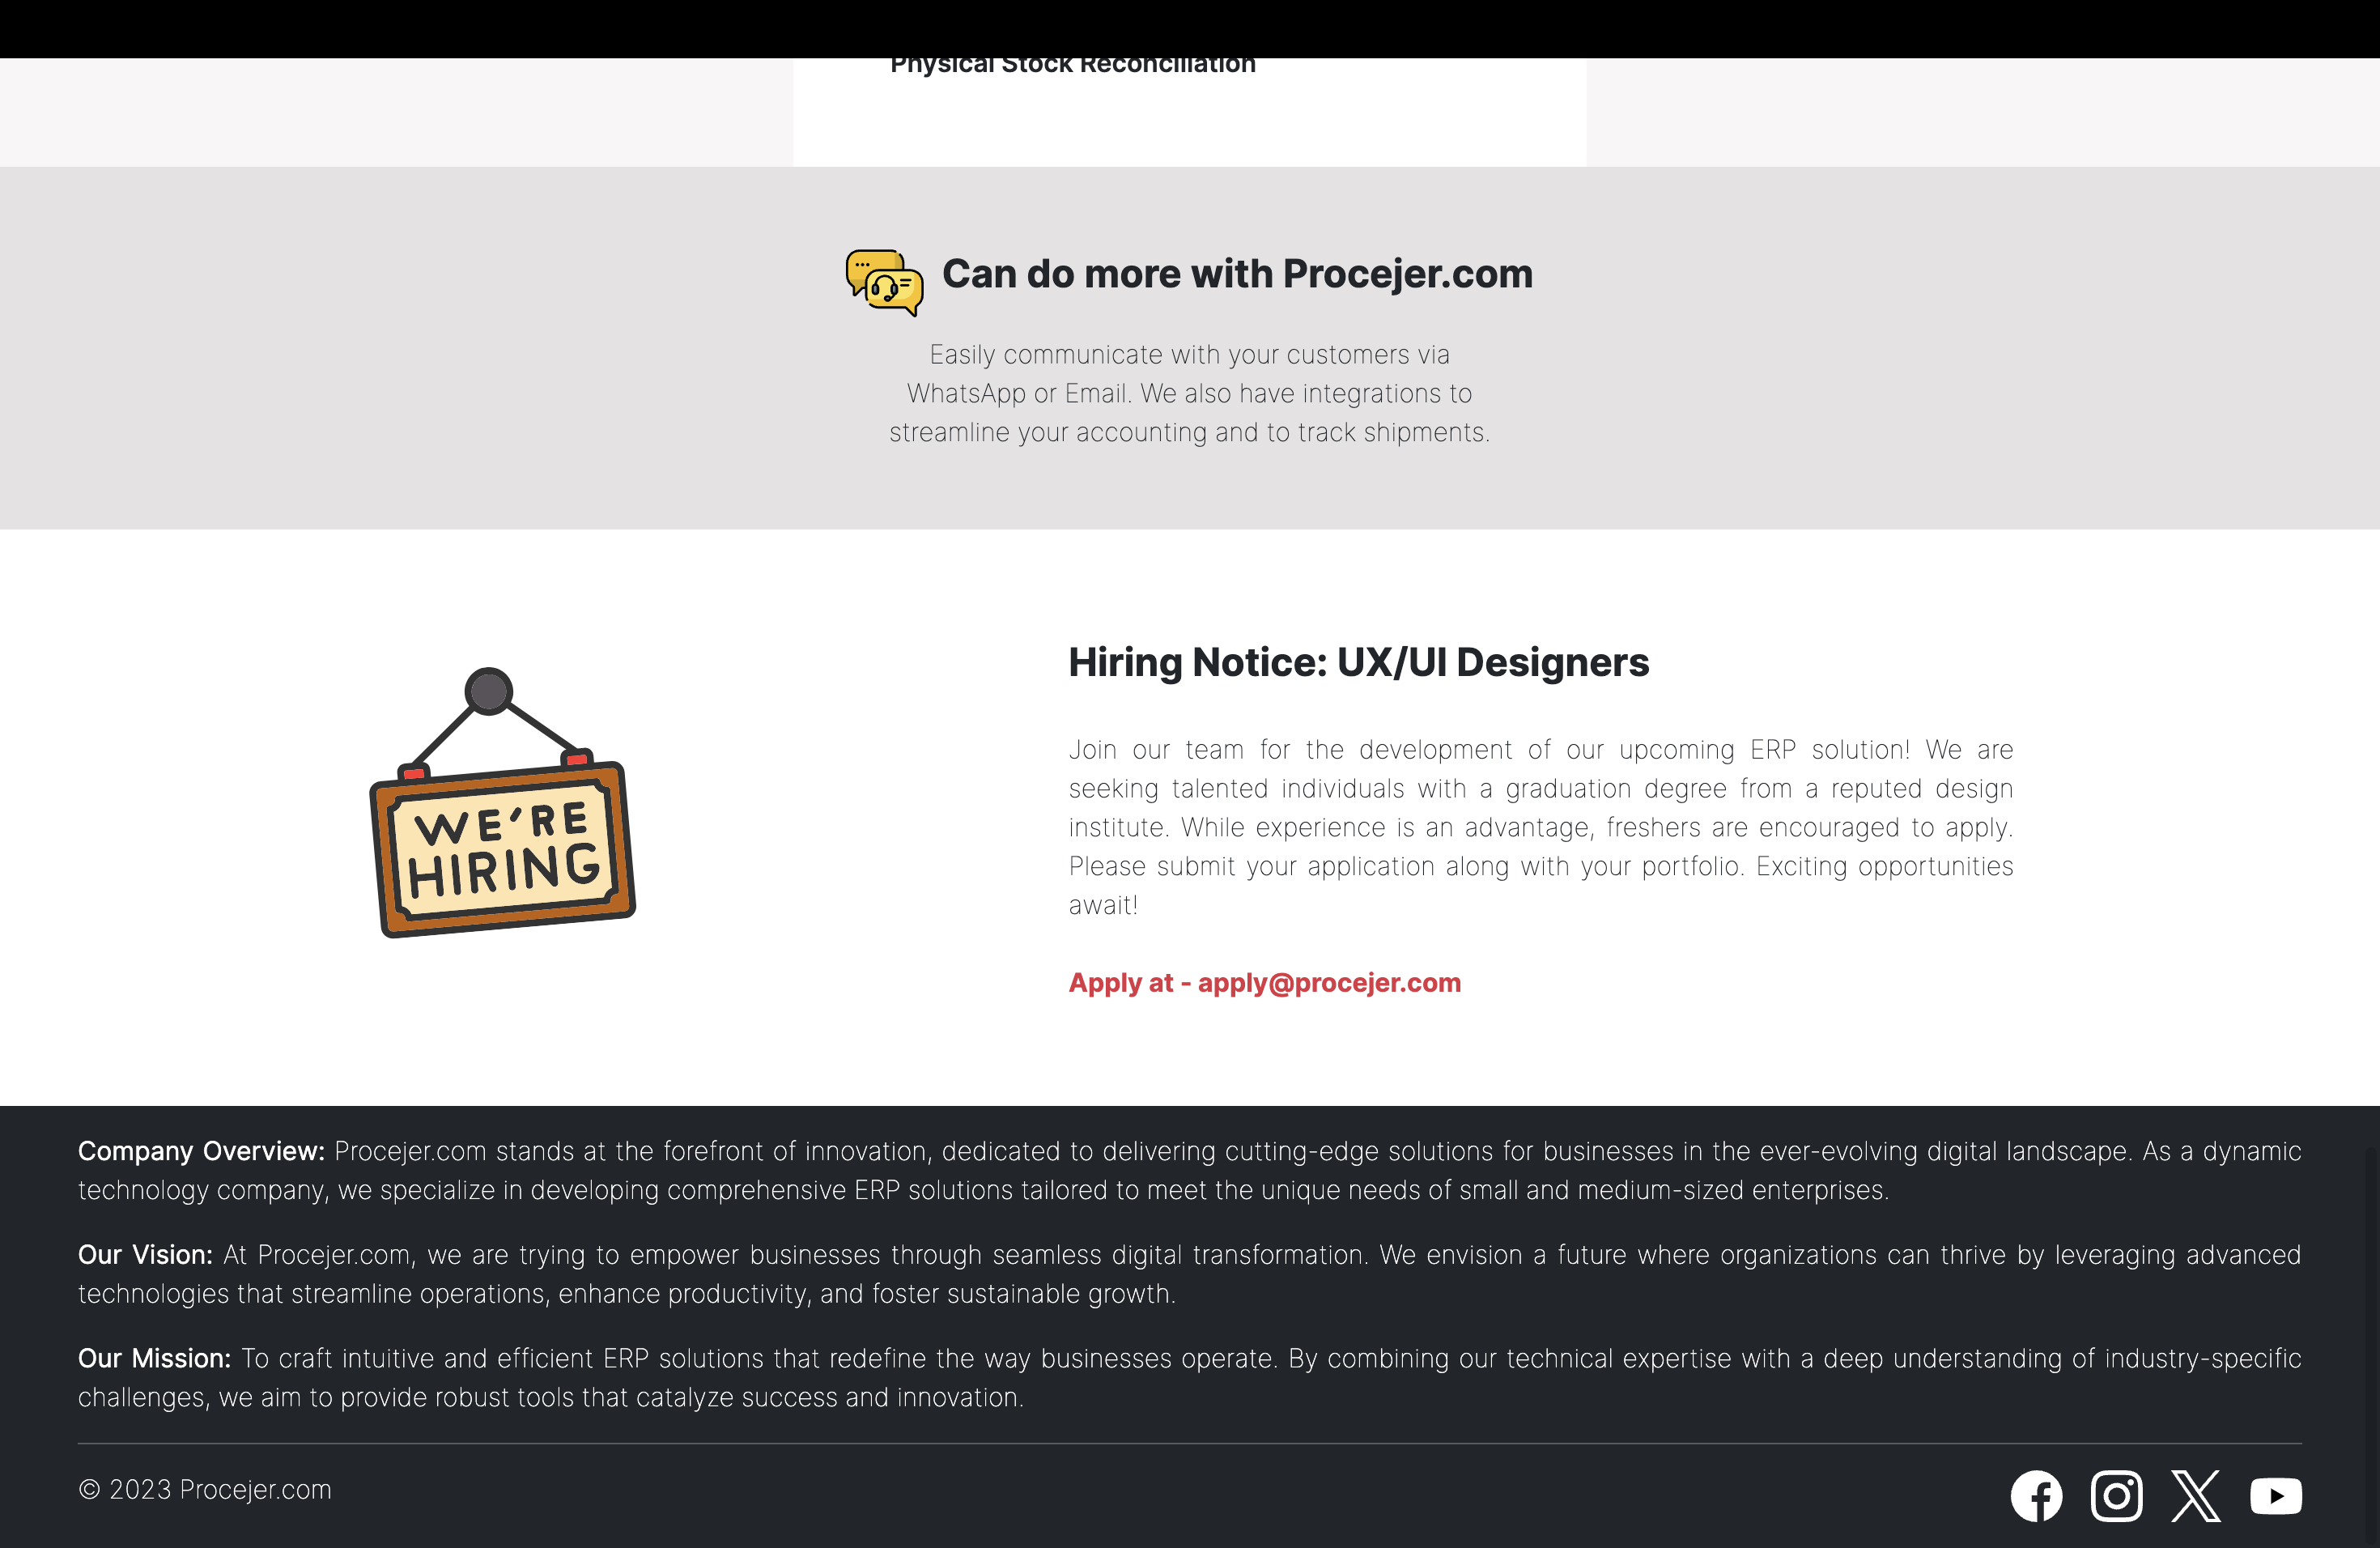 Physical Stock Reconciliation
Can do more with Procejer.com
Easily communicate with your customers via
WhatsApp or Email. We also have integrations to
streamline your accounting and to track shipments.
WE'RE
HIRING
Hiring Notice: UX/UI Designers
Join our team for the development of our upcoming ERP solution! We are
seeking talented individuals with a graduation degree from a reputed design
institute. While experience is an advantage, freshers are encouraged to apply.
Please submit your application along with your portfolio. Exciting opportunities
await!
Apply at - apply@procejer.com
Company Overview: Procejer.com stands at the forefront of innovation, dedicated to delivering cutting-edge solutions for businesses in the ever-evolving digital landscape. As a dynamic
technology company, we specialize in developing comprehensive ERP solutions tailored to meet the unique needs of small and medium-sized enterprises.
Our Vision: At Procejer.com, we are trying to empower businesses through seamless digital transformation. We envision a future where organizations can thrive by leveraging advanced
technologies that streamline operations, enhance productivity, and foster sustainable growth.
Our Mission: To craft intuitive and efficient ERP solutions that redefine the way businesses operate. By combining our technical expertise with a deep understanding of industry-specific
challenges, we aim to provide robust tools that catalyze success and innovation.
© 2023 Procejer.com